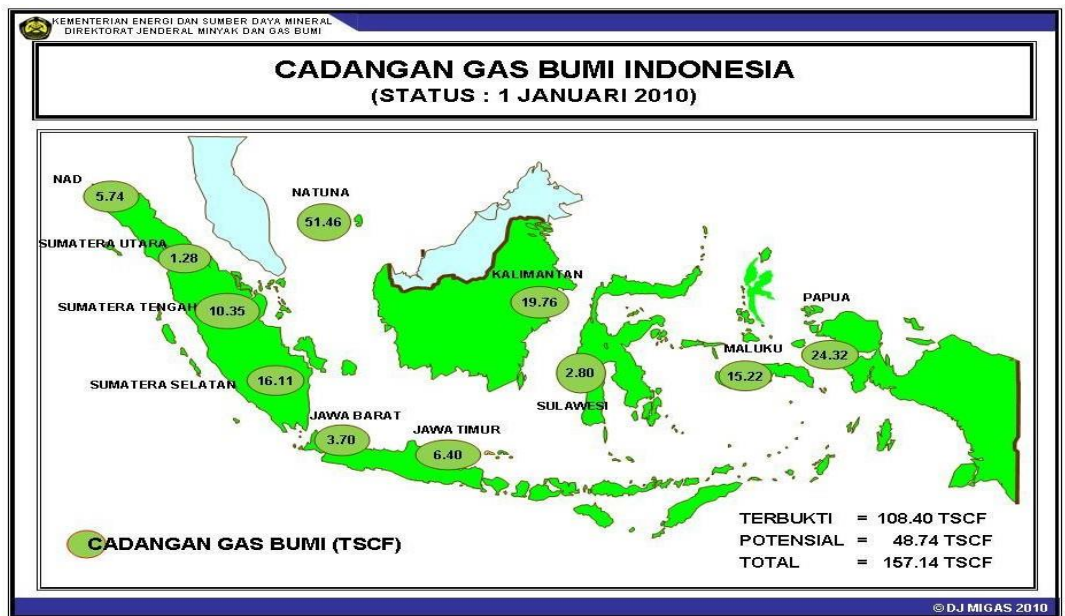 KEMENTERIAN ENERGI DAN SUMBER DAYA MINERAL
DIREKTORAT JENDERAL MINYAK DAN GAS BUMI
CADANGAN GAS BUMI INDONESIA
(STATUS : 1 JANUARI 2010)
NAD
5.74
NATUNA
51.46
SUMATERA UTARA
1.28
KALIMANTAN
19.76
SUMATERA TENGAH
10.35
PAPUA
24.32
MALUKU
15.22
SUMATERA SELATAN
16.11
2.80
SULAWESI
JAWA BARAT
3.70
JAWA TIMUR
6.40
TERBUKTI = 108.40 TSCF
POTENSIAL = 48.74 TSCF
TOTAL = 157.14 TSCF
CADANGAN GAS BUMI (TSCF)
© DJ MIGAS 2010